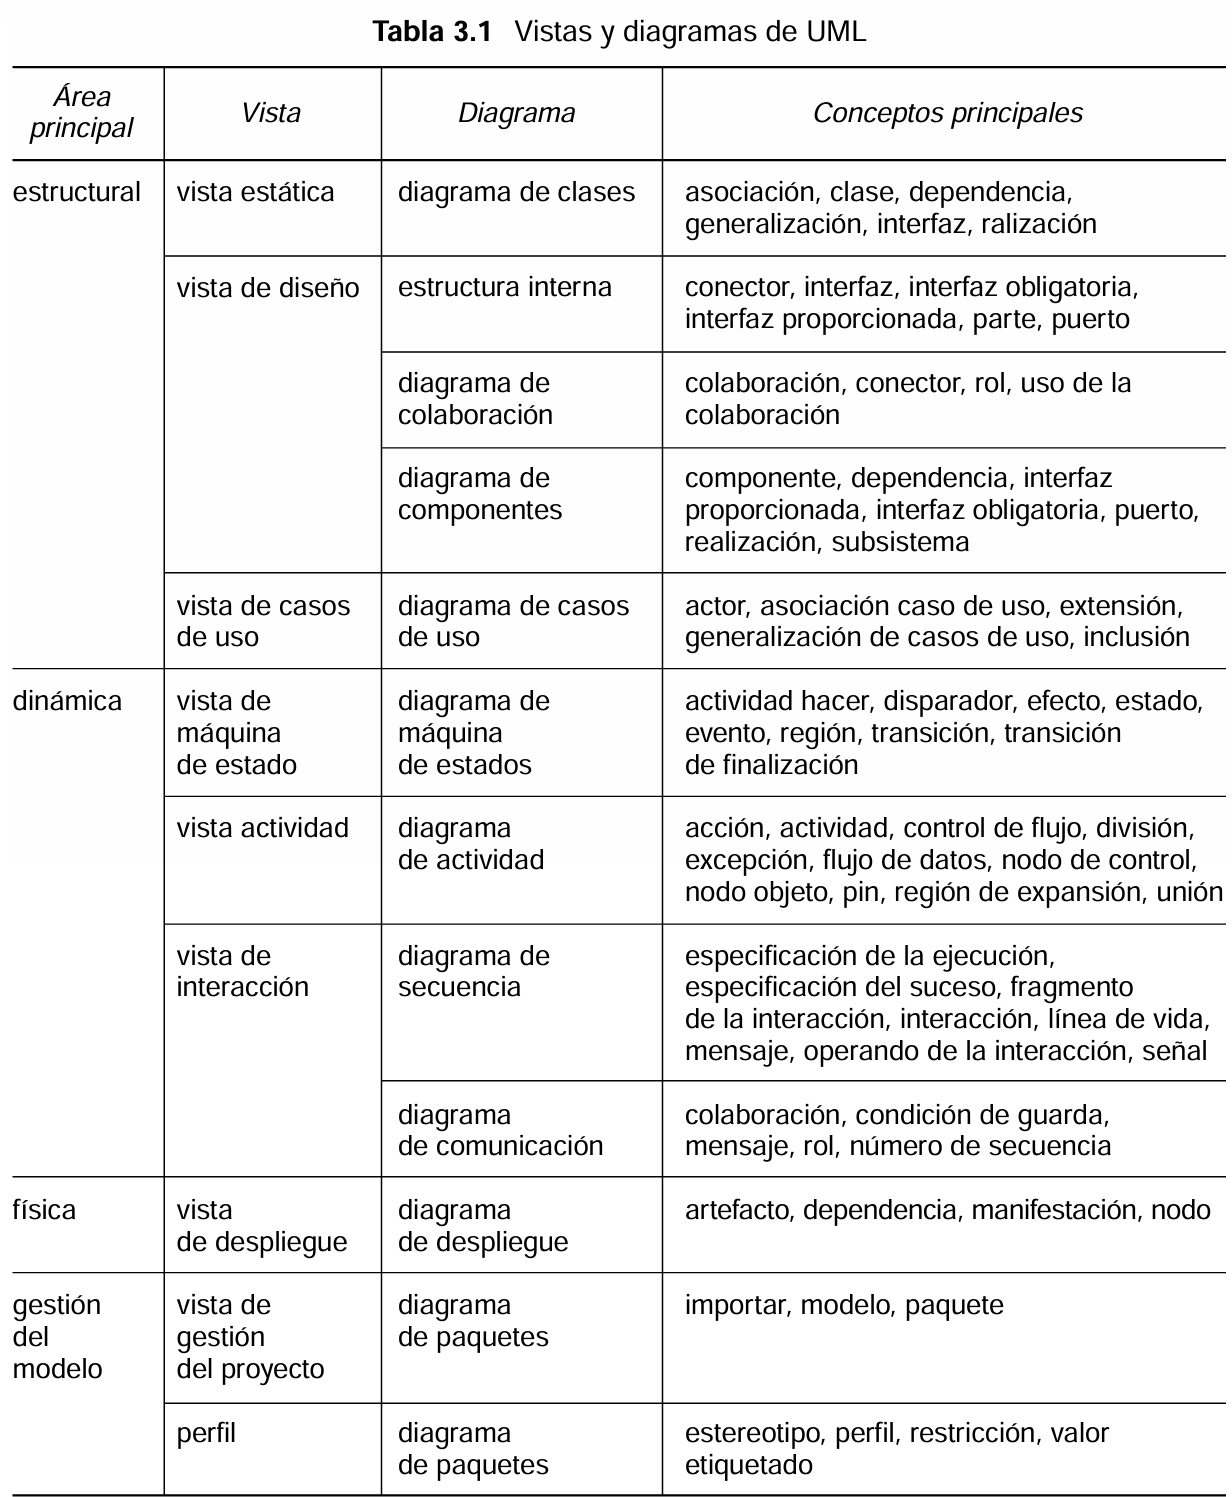 Tabla 3.1 Vistas y diagramas de UML
Área
principal
Vista
Diagrama
Conceptos principales
estructural
vista estática
diagrama de clases
asociación, clase, dependencia,
generalización, interfaz, ralización
vista de diseño
estructura interna
conector, interfaz, interfaz obligatoria,
interfaz proporcionada, parte, puerto
diagrama de
colaboración
colaboración, conector, rol, uso de la
colaboración
diagrama de
componentes
componente, dependencia, interfaz
proporcionada, interfaz obligatoria, puerto,
realización, subsistema
vista de casos
de uso
diagrama de casos
de uso
actor, asociación caso de uso, extensión,
generalización de casos de uso, inclusión
dinámica
vista de
máquina
de estado
diagrama de
máquina
de estados
actividad hacer, disparador, efecto, estado,
evento, región, transición, transición
de finalización
vista actividad
diagrama
de actividad
acción, actividad, control de flujo, división,
excepción, flujo de datos, nodo de control,
nodo objeto, pin, región de expansión, unión
vista de
interacción
diagrama de
secuencia
especificación de la ejecución,
especificación del suceso, fragmento
de la interacción, interacción, línea de vida,
mensaje, operando de la interacción, señal
diagrama
de comunicación
colaboración, condición de guarda,
mensaje, rol, número de secuencia
física
vista
de despliegue
diagrama
de despliegue
artefacto, dependencia, manifestación, nodo
gestión
del
modelo
vista de
gestión
del proyecto
diagrama
de paquetes
importar, modelo, paquete
perfil
diagrama
de paquetes
estereotipo, perfil, restricción, valor
etiquetado